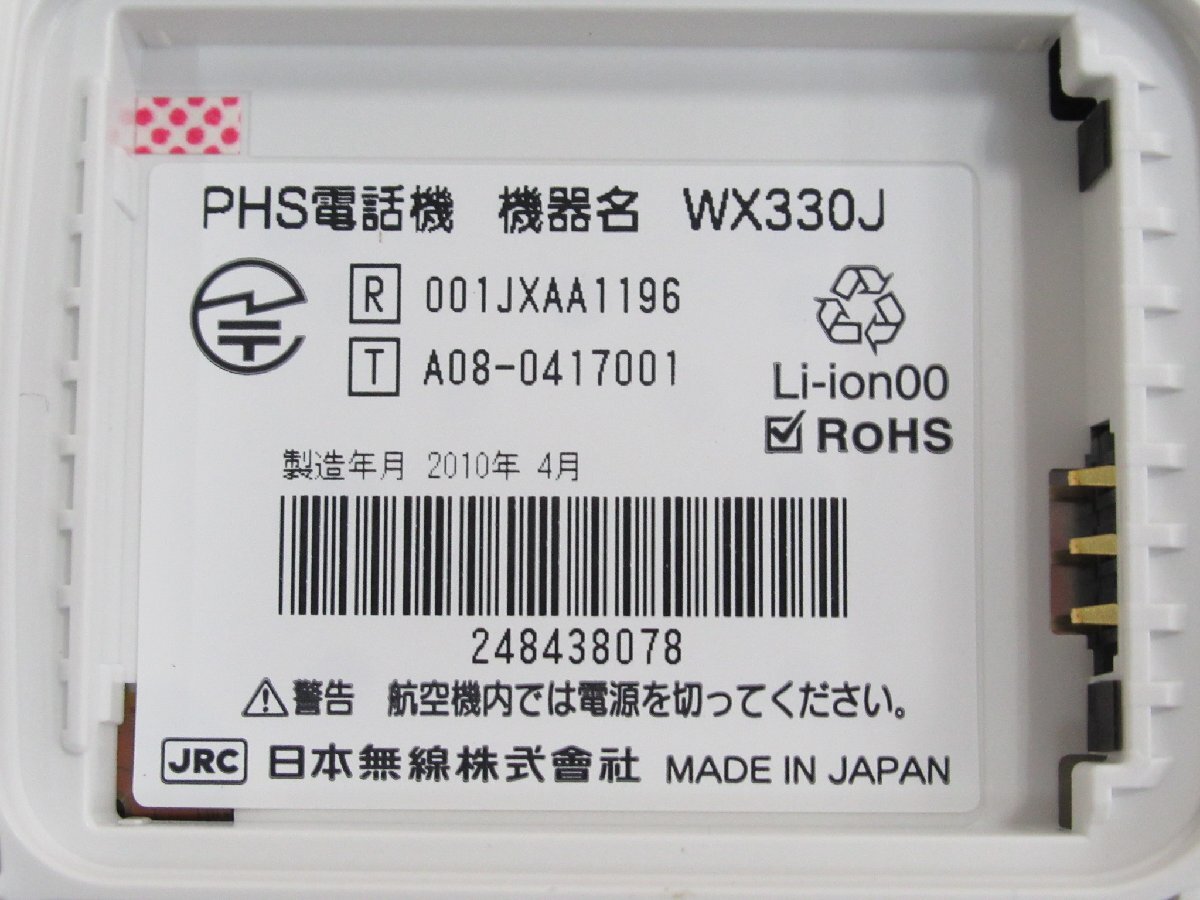 PHS電話機 機器名 WX330J
R 001JXAA1196
T A08-0417001
Li-ion00
RoHS
製造年月 2010年 4月
248438078
警告 航空機内では電源を切ってください。
JRC 日本無線株式會社 MADE IN JAPAN